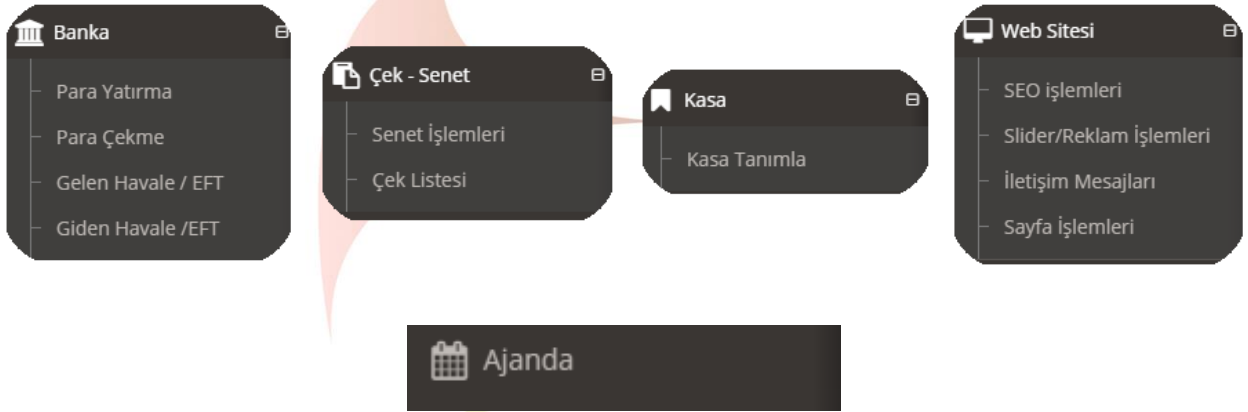 Banka
Para Yatırma
Para Çekme
Gelen Havale / EFT
Giden Havale /EFT
Çek - Senet
Senet İşlemleri
Çek Listesi
Kasa
Kasa Tanımla
Web Sitesi
SEO işlemleri
Slider/Reklam İşlemleri
İletişim Mesajları
Sayfa İşlemleri
Ajanda